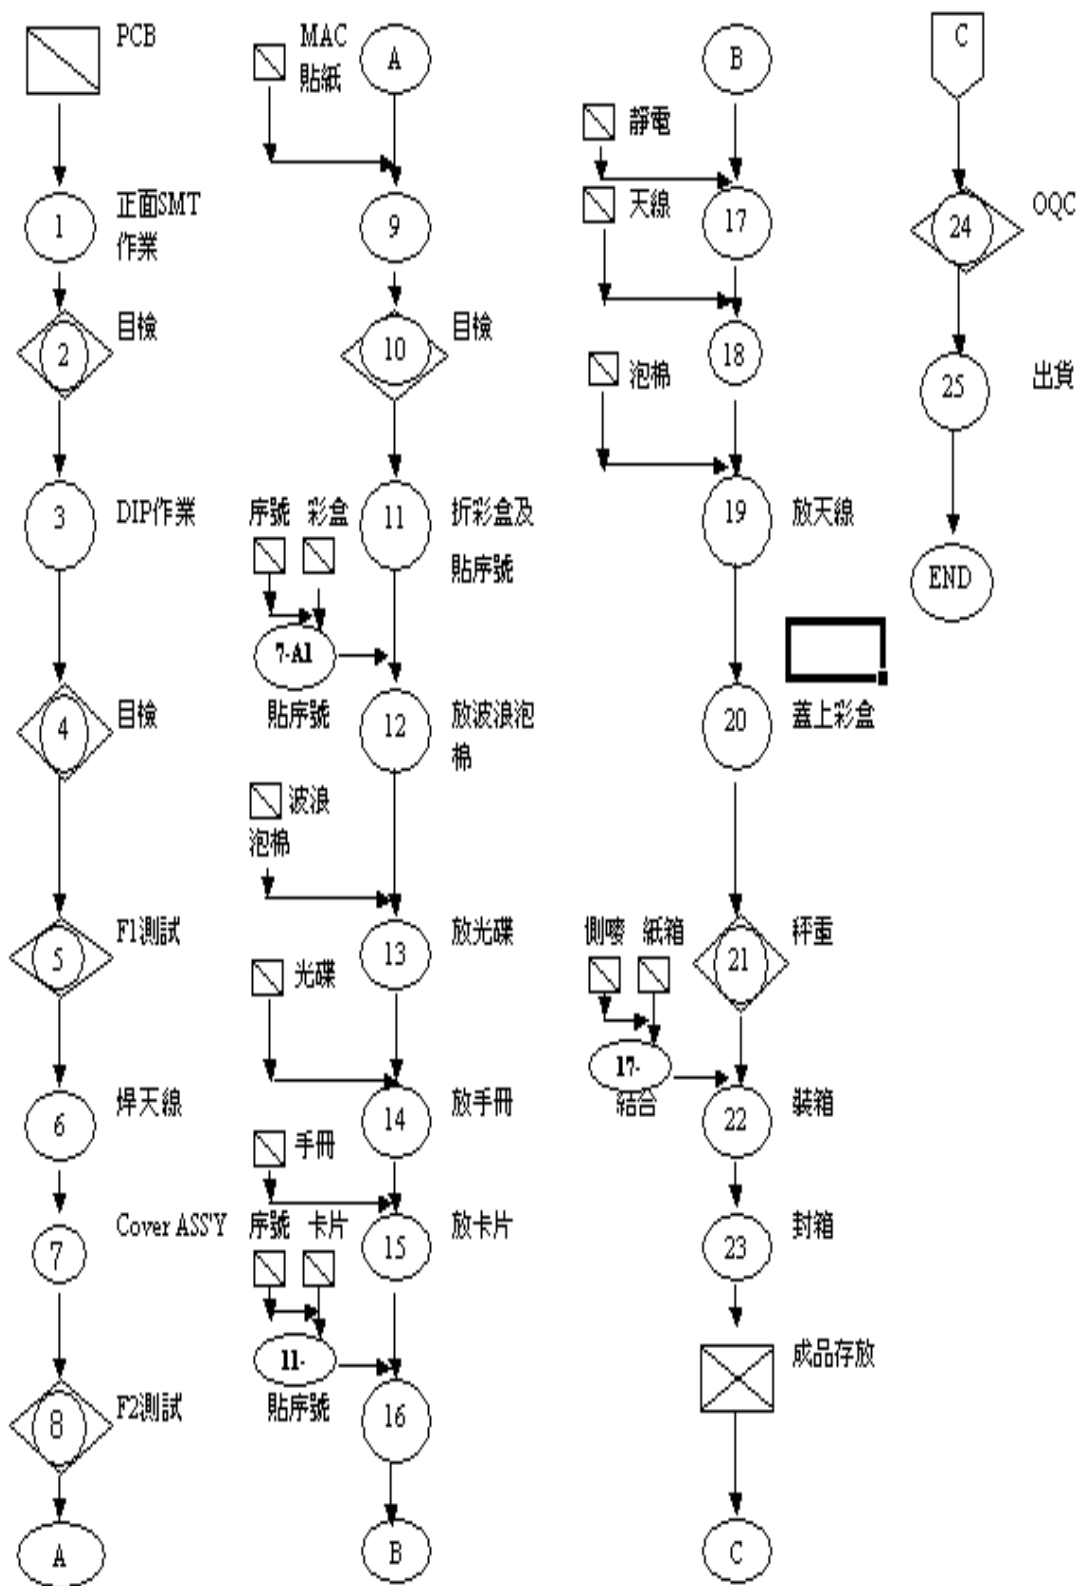 PCB
1
正面SMT
作業
2
目檢
3
DIP作業
4
目檢
5
F1測試
6
焊天線
7
Cover ASS'Y
8
F2測試
A
MAC
貼紙
A
9
10
目檢
序號 彩盒
11
折彩盒及
貼序號
7-A1
貼序號
12
放波浪泡
棉
波浪
泡棉
13
放光碟
光碟
14
放手冊
手冊
15
放卡片
序號 卡片
11-
貼序號
16
B
B
靜電
17
天線
18
泡棉
19
放天線
20
蓋上彩盒
21
秤重
側嘜 紙箱
17-
結合
22
裝箱
23
封箱
成品存放
C
C
24
OQC
25
出貨
END